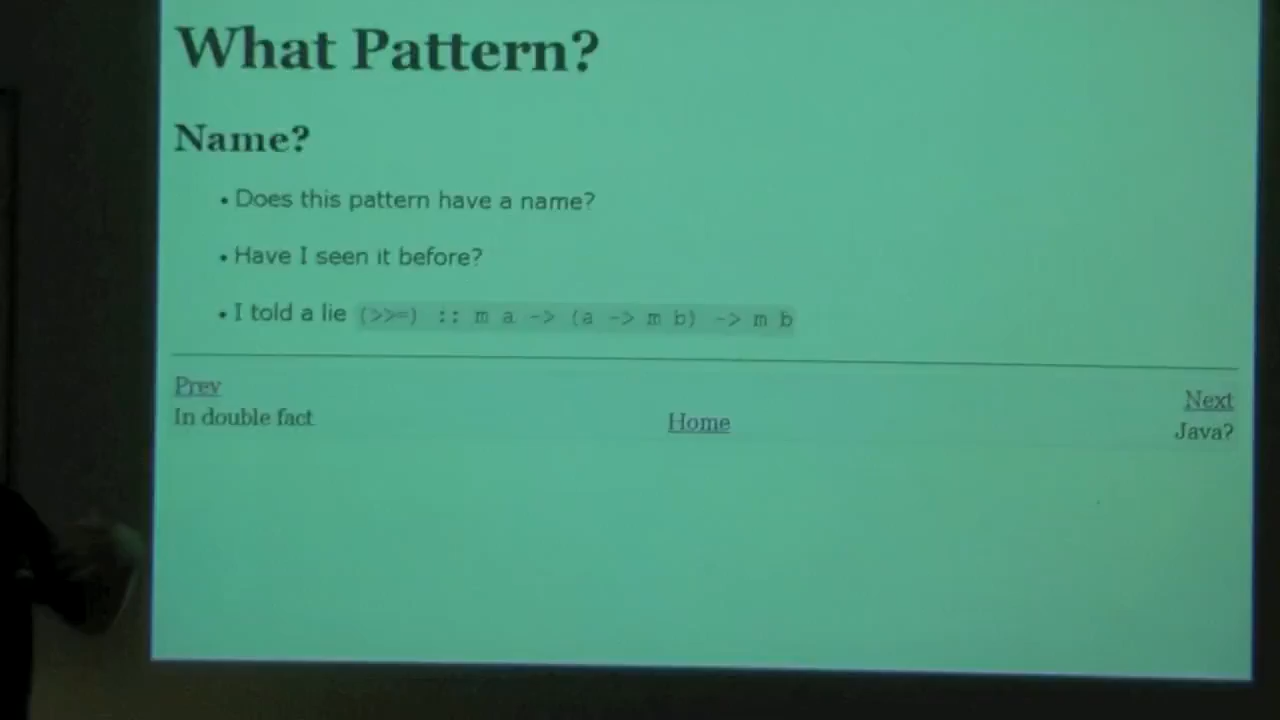 What Pattern?
Name?
• Does this pattern have a name?
• Have I seen it before?
• I told a lie (>>=) :: m a -> (a -> m b) -> m b
Prev
Next
In double fact
Home
Java?